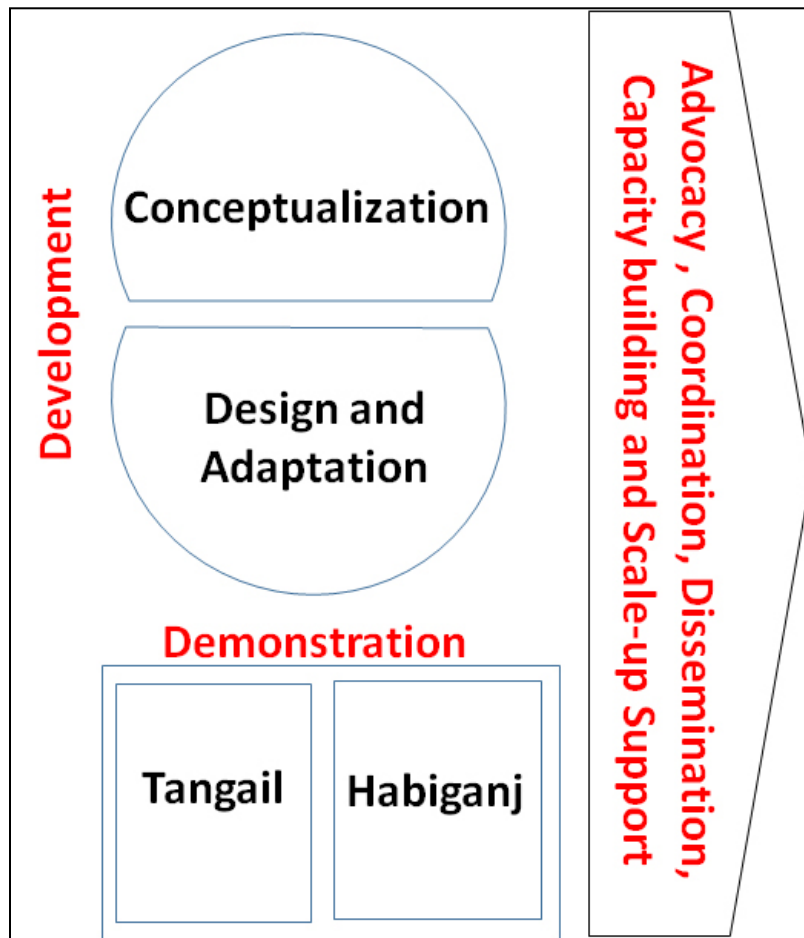 Development
Conceptualization
Design and
Adaptation
Demonstration
Tangail
Habiganj
Advocacy , Coordination, Dissemination,
Capacity building and Scale-up Support